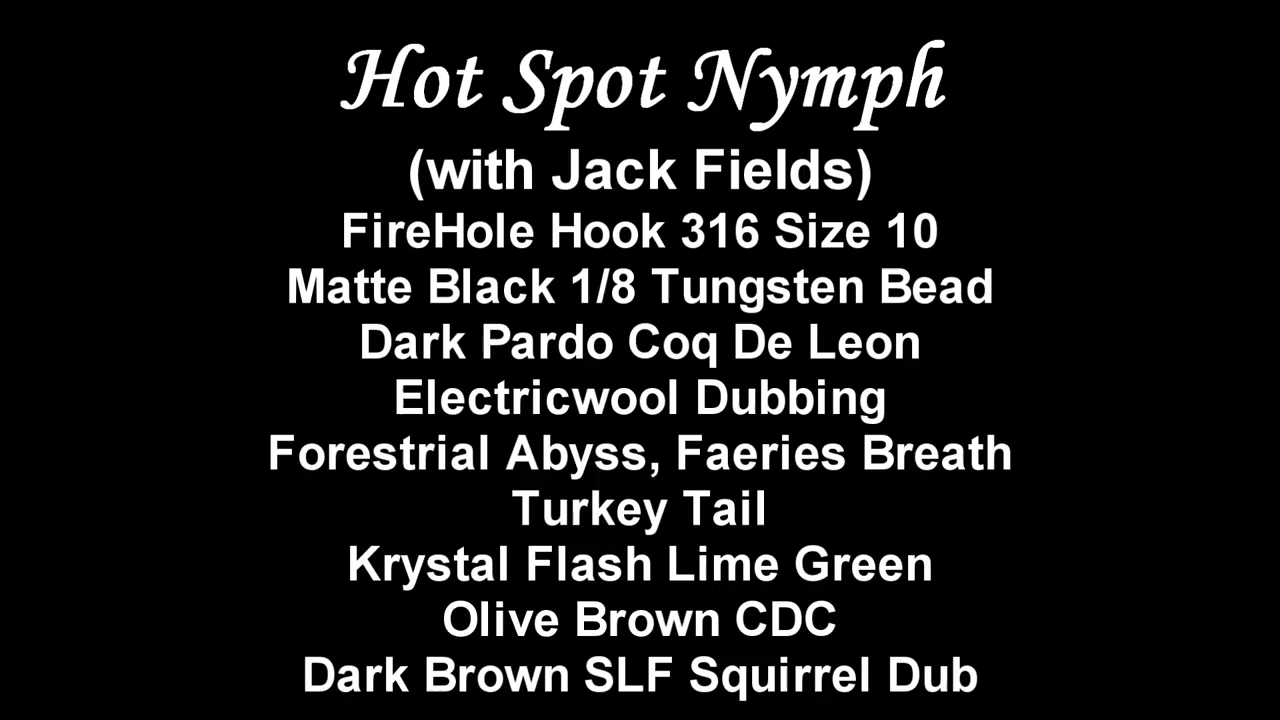 Hot Spot Nymph
(with Jack Fields)
FireHole Hook 316 Size 10
Matte Black 1/8 Tungsten Bead
Dark Pardo Coq De Leon
Electricwool Dubbing
Forestrial Abyss, Faeries Breath
Turkey Tail
Krystal Flash Lime Green
Olive Brown CDC
Dark Brown SLF Squirrel Dub